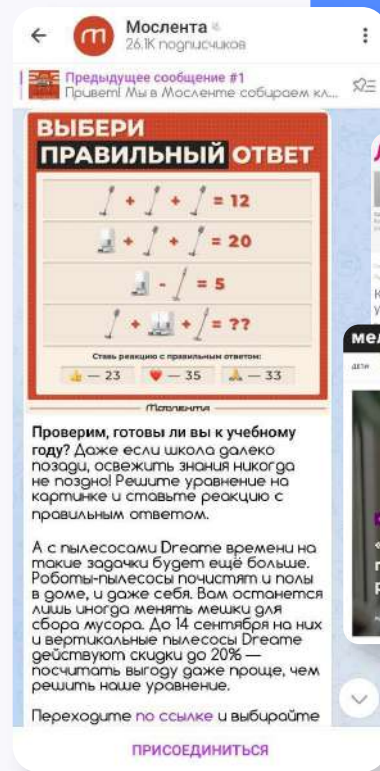 Мослента
26,1K подписчиков
Предыдущее сообщение #1
Привет! Мы в Мосленте собираем кл...
ВЫБЕРИ
ПРАВИЛЬНЫЙ ОТВЕТ
+ + = 12
+ + = 20
- = 5
+ + = ??
Ставь реакцию с правильным ответом:
— 23 — 35 — 33
Мослента
Проверим, готовы ли вы к учебному
году? Даже если школа далеко
позади, освежить знания никогда
не поздно! Решите уравнение на
картинке и ставьте реакцию с
правильным ответом.
А с пылесосами Dreame времени на
такие задачки будет ещё больше.
Роботы-пылесосы почистят и полы
в доме, и даже себя. Вам останется
лишь иногда менять мешки для
сбора мусора. До 14 сентября на них
и вертикальные пылесосы Dreame
действуют скидки до 20% —
посчитать выгоду даже проще, чем
решить наше уравнение.
Переходите по ссылке и выбирайте
ПРИСОЕДИНИТЬСЯ